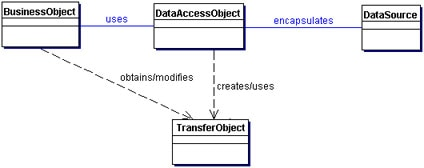 BusinessObject
uses
DataAccessObject
encapsulates
DataSource
obtains/modifies
creates/uses
TransferObject